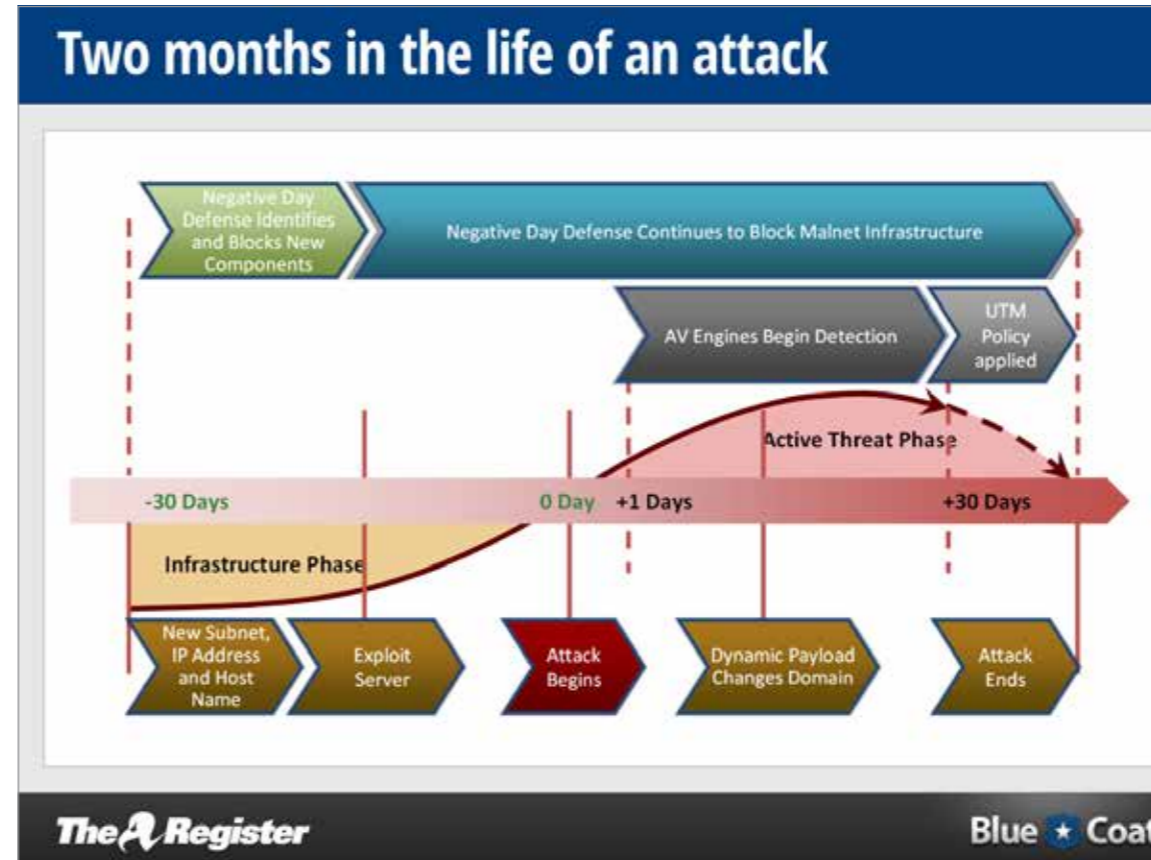 Two months in the life of an attack
Negative Day
Defense Identifies
and Blocks New
Components
Negative Day Defense Continues to Block Malnet Infrastructure
AV Engines Begin Detection
UTM
Policy
applied
Active Threat Phase
-30 Days
0 Day
+1 Days
+30 Days
Infrastructure Phase
New Subnet,
IP Address
and Host
Name
Exploit
Server
Attack
Begins
Dynamic Payload
Changes Domain
Attack
Ends
The Register
Blue Coat